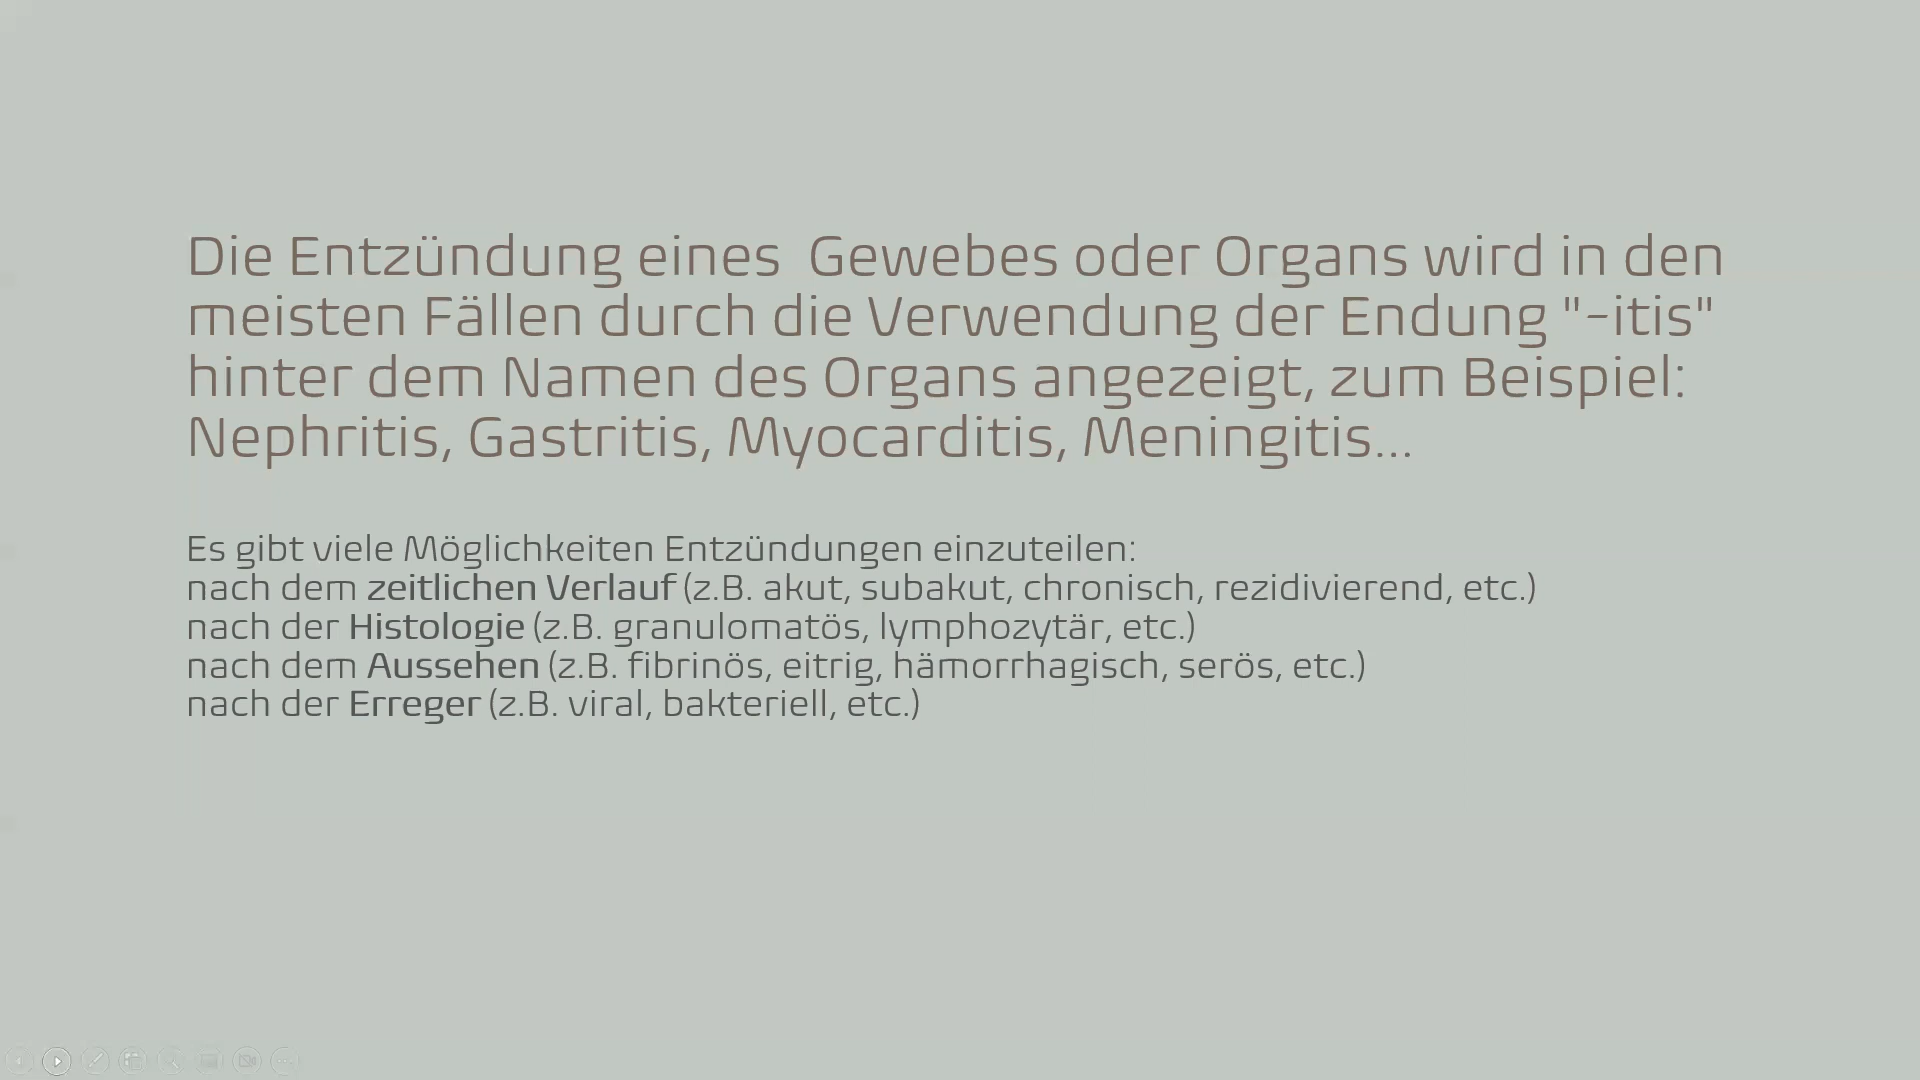 Die Entzündung eines  Gewebes oder Organs wird in den
meisten Fällen durch die Verwendung der Endung "-itis"
hinter dem Namen des Organs angezeigt, zum Beispiel:
Nephritis, Gastritis, Myocarditis, Meningitis...
Es gibt viele Möglichkeiten Entzündungen einzuteilen:
nach dem zeitlichen Verlauf (z.B. akut, subakut, chronisch, rezidivierend, etc.)
nach der Histologie (z.B. granulomatös, lymphozytär, etc.)
nach dem Aussehen (z.B. fibrinös, eitrig, hämorrhagisch, serös, etc.)
nach der Erreger (z.B. viral, bakteriell, etc.)